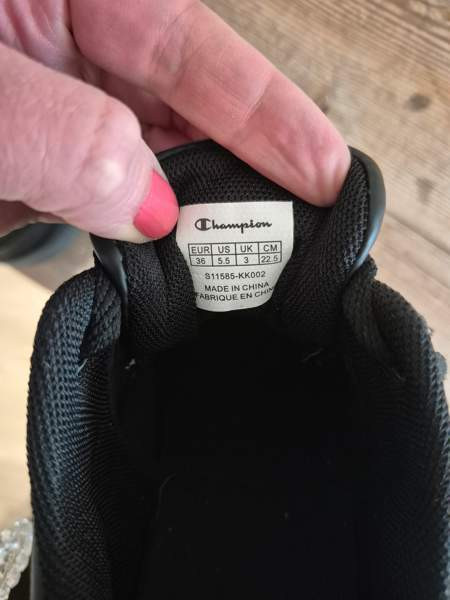 Champion
EUR US UK CM
36 5.5 3 22.5
S11585-KK002
MADE IN CHINA
FABRIQUE EN CHINE